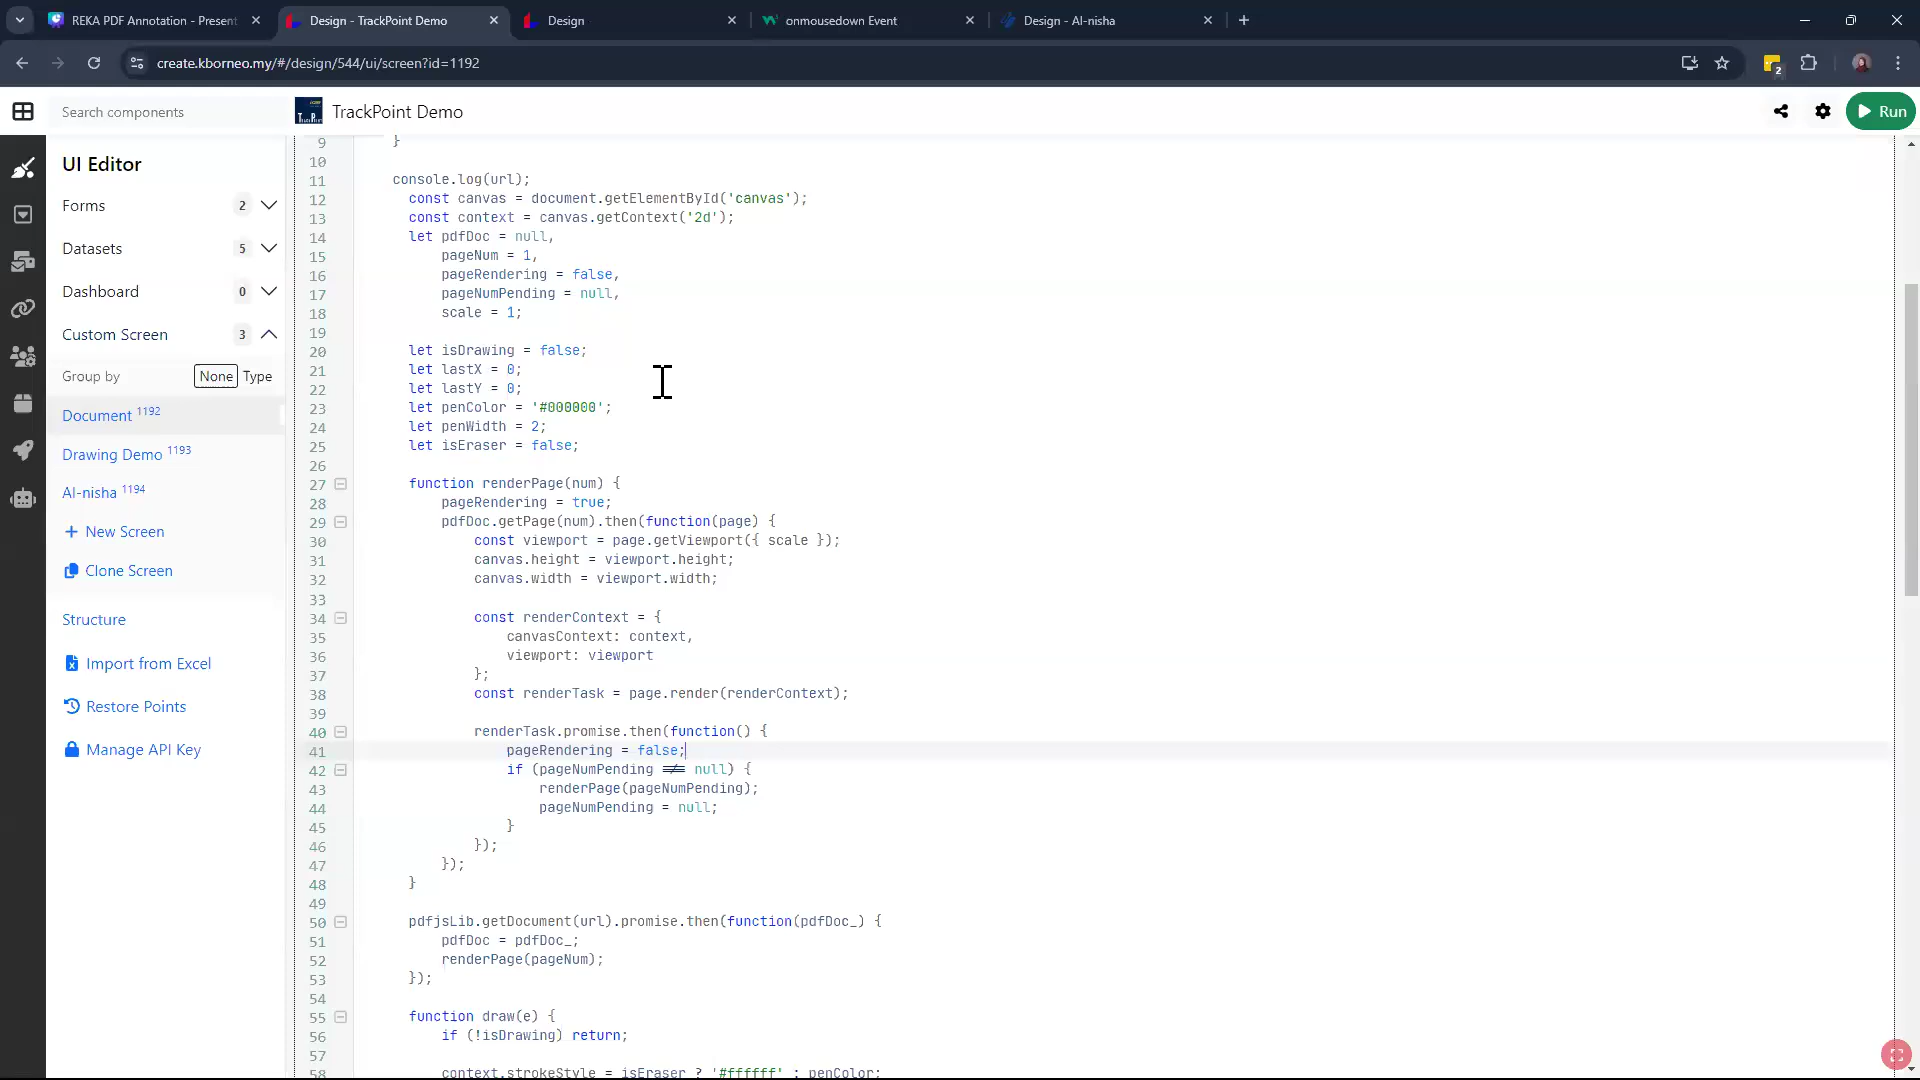 REKA PDF Annotation - Present
Design - TrackPoint Demo
Design
onmousedown Event
Design - AI-nisha
create.kborneo.my/#/design/544/ui/screen?id=1192
2
Search components
TrackPoint Demo
Run
UI Editor
Forms 2
Datasets 5
Dashboard 0
Custom Screen 3
Group by None Type
Document 1192
Drawing Demo 1193
AI-nisha 1194
New Screen
Clone Screen
Structure
Import from Excel
Restore Points
Manage API Key
9 }
10
11 console.log(url);
12 const canvas = document.getElementById('canvas');
13 const context = canvas.getContext('2d');
14 let pdfDoc = null,
15 pageNum = 1,
16 pageRendering = false,
17 pageNumPending = null,
18 scale = 1;
19
20 let isDrawing = false;
21 let lastX = 0;
22 let lastY = 0;
23 let penColor = '#000000';
24 let penWidth = 2;
25 let isEraser = false;
26
27 function renderPage(num) {
28 pageRendering = true;
29 pdfDoc.getPage(num).then(function(page) {
30 const viewport = page.getViewport({ scale });
31 canvas.height = viewport.height;
32 canvas.width = viewport.width;
33
34 const renderContext = {
35 canvasContext: context,
36 viewport: viewport
37 };
38 const renderTask = page.render(renderContext);
39
40 renderTask.promise.then(function() {
41 pageRendering = false;
42 if (pageNumPending !== null) {
43 renderPage(pageNumPending);
44 pageNumPending = null;
45 }
46 });
47 });
48 }
49
50 pdfjsLib.getDocument(url).promise.then(function(pdfDoc_) {
51 pdfDoc = pdfDoc_;
52 renderPage(pageNum);
53 });
54
55 function draw(e) {
56 if (!isDrawing) return;
57
58 context.strokeStyle = isEraser ? '#ffffff' : penColor;